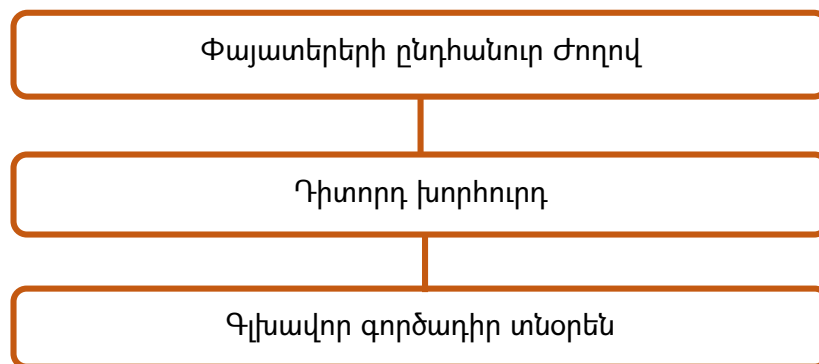 Փայատերերի ընդհանուր Ժողով
Դիտորդ խորհուրդ
Գլխավոր գործադիր տնօրեն